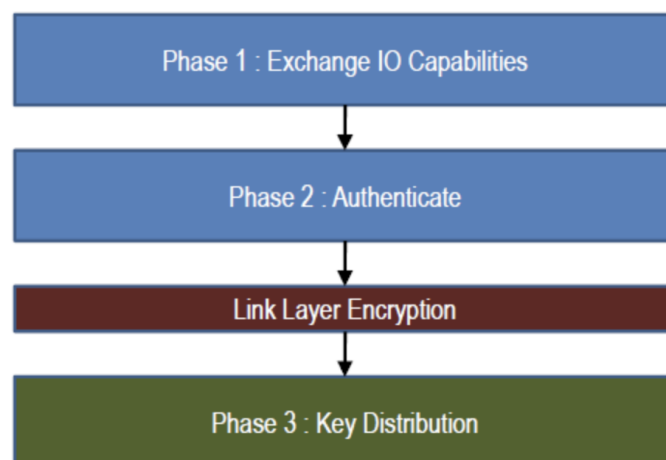 Phase 1 : Exchange IO Capabilities
Phase 2 : Authenticate
Link Layer Encryption
Phase 3 : Key Distribution